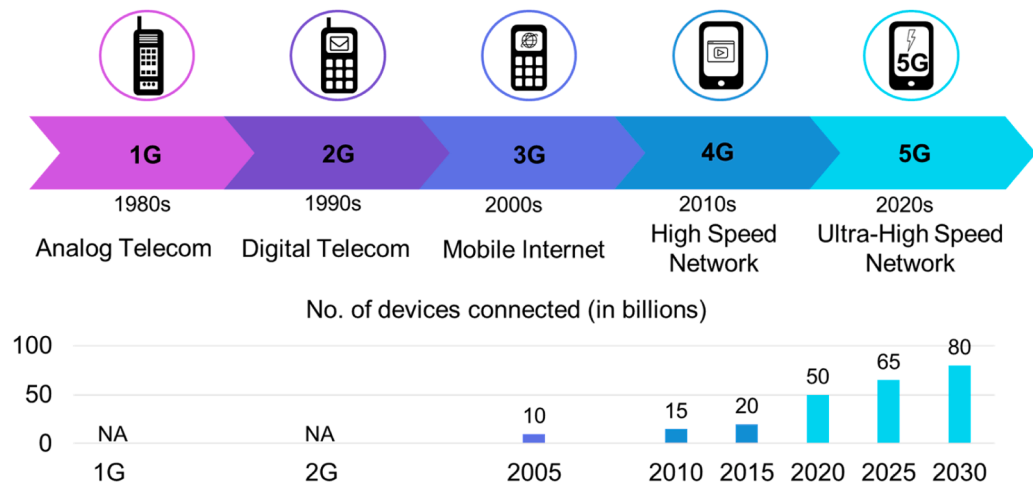 5G
1G
2G
3G
4G
5G
1980s
1990s
2000s
2010s
2020s
Analog Telecom
Digital Telecom
Mobile Internet
High Speed
Network
Ultra-High Speed
Network
No. of devices connected (in billions)
100
50
0
NA
NA
10
15
20
50
65
80
1G
2G
2005
2010
2015
2020
2025
2030